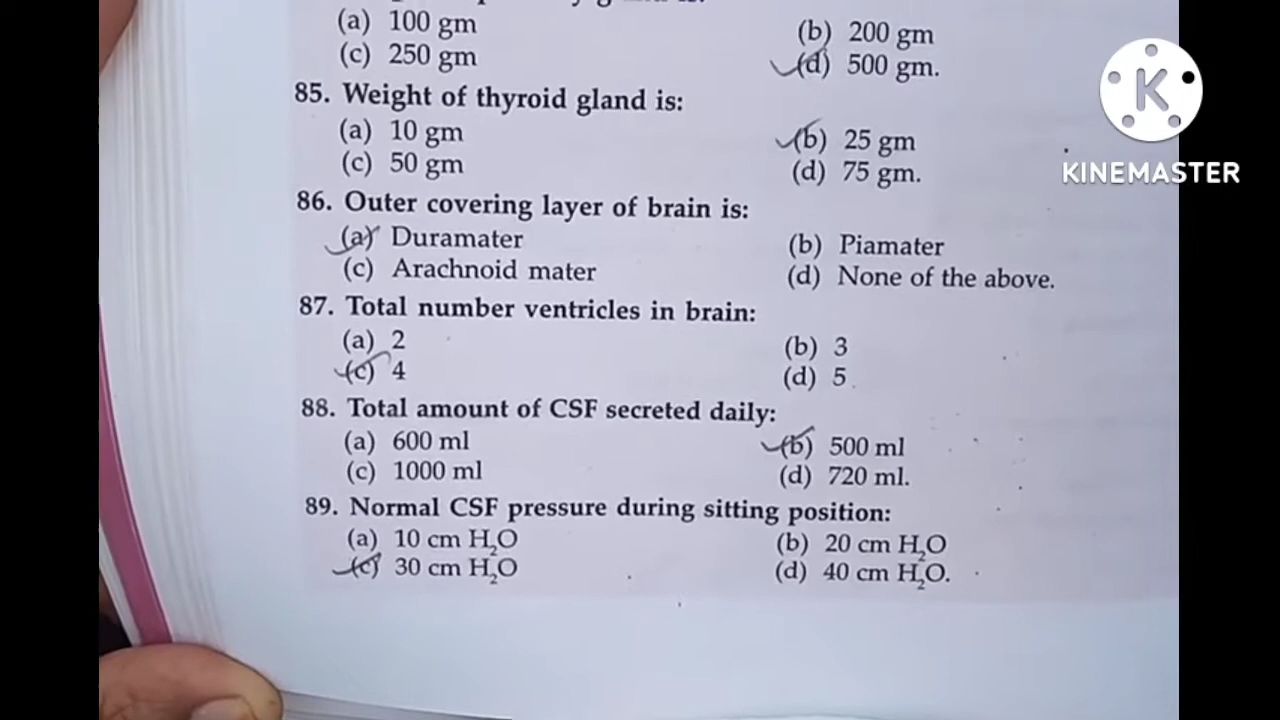 (a) 100 gm (b) 200 gm
(c) 250 gm (d) 500 gm.
85. Weight of thyroid gland is:
(a) 10 gm (b) 25 gm
(c) 50 gm (d) 75 gm.
86. Outer covering layer of brain is:
(a) Duramater (b) Piamater
(c) Arachnoid mater (d) None of the above.
87. Total number ventricles in brain:
(a) 2 (b) 3
(c) 4 (d) 5
88. Total amount of CSF secreted daily:
(a) 600 ml (b) 500 ml
(c) 1000 ml (d) 720 ml.
89. Normal CSF pressure during sitting position:
(a) 10 cm H₂O (b) 20 cm H₂O
(c) 30 cm H₂O (d) 40 cm H₂O.
K
KINEMASTER